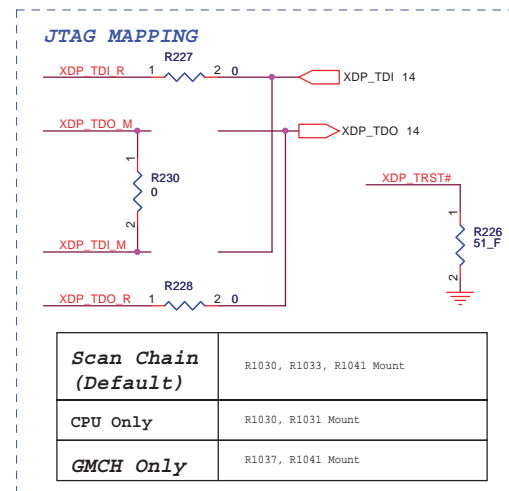 JTAG MAPPING
R227
XDP_TDI_R 1 2 0 XDP_TDI 14
XDP_TDO_M XDP_TDO 14
1
R230
0
2
XDP_TRST#
1
R226
51_F
2
XDP_TDI_M
R228
XDP_TDO_R 1 2 0
Scan Chain
(Default)
R1030, R1033, R1041 Mount
CPU Only R1030, R1031 Mount
GMCH Only R1037, R1041 Mount